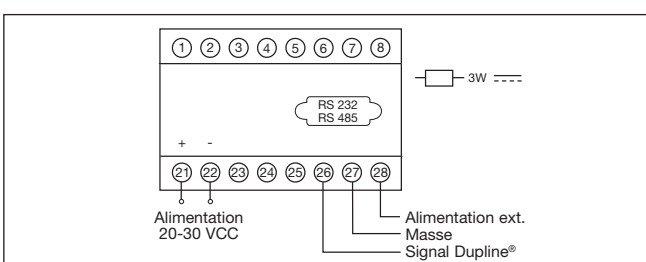 1 2 3 4 5 6 7 8
3W
RS 232
RS 485
+ -
21 22 23 24 25 26 27 28
Alimentation
20-30 VCC
Alimentation ext.
Masse
Signal Dupline®